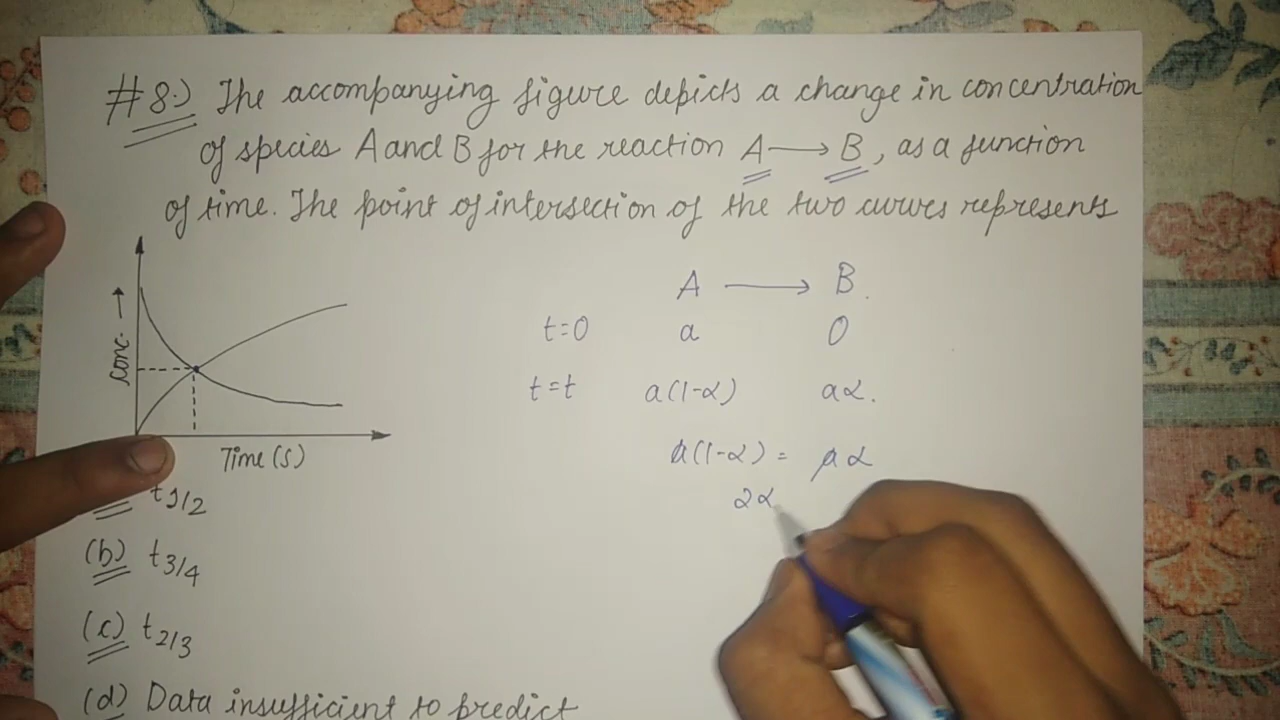 #8.) The accompanying figure depicts a change in concentration
of species A and B for the reaction A → B, as a function
of time. The point of intersection of the two curves represents
conc. →
Time (s)
A → B.
t=0 a 0
t=t a(1-α) aα.
a(1-α) = aα
2α
t1/2
(b) t3/4
(c) t2/3
(d) Data insufficient to predict